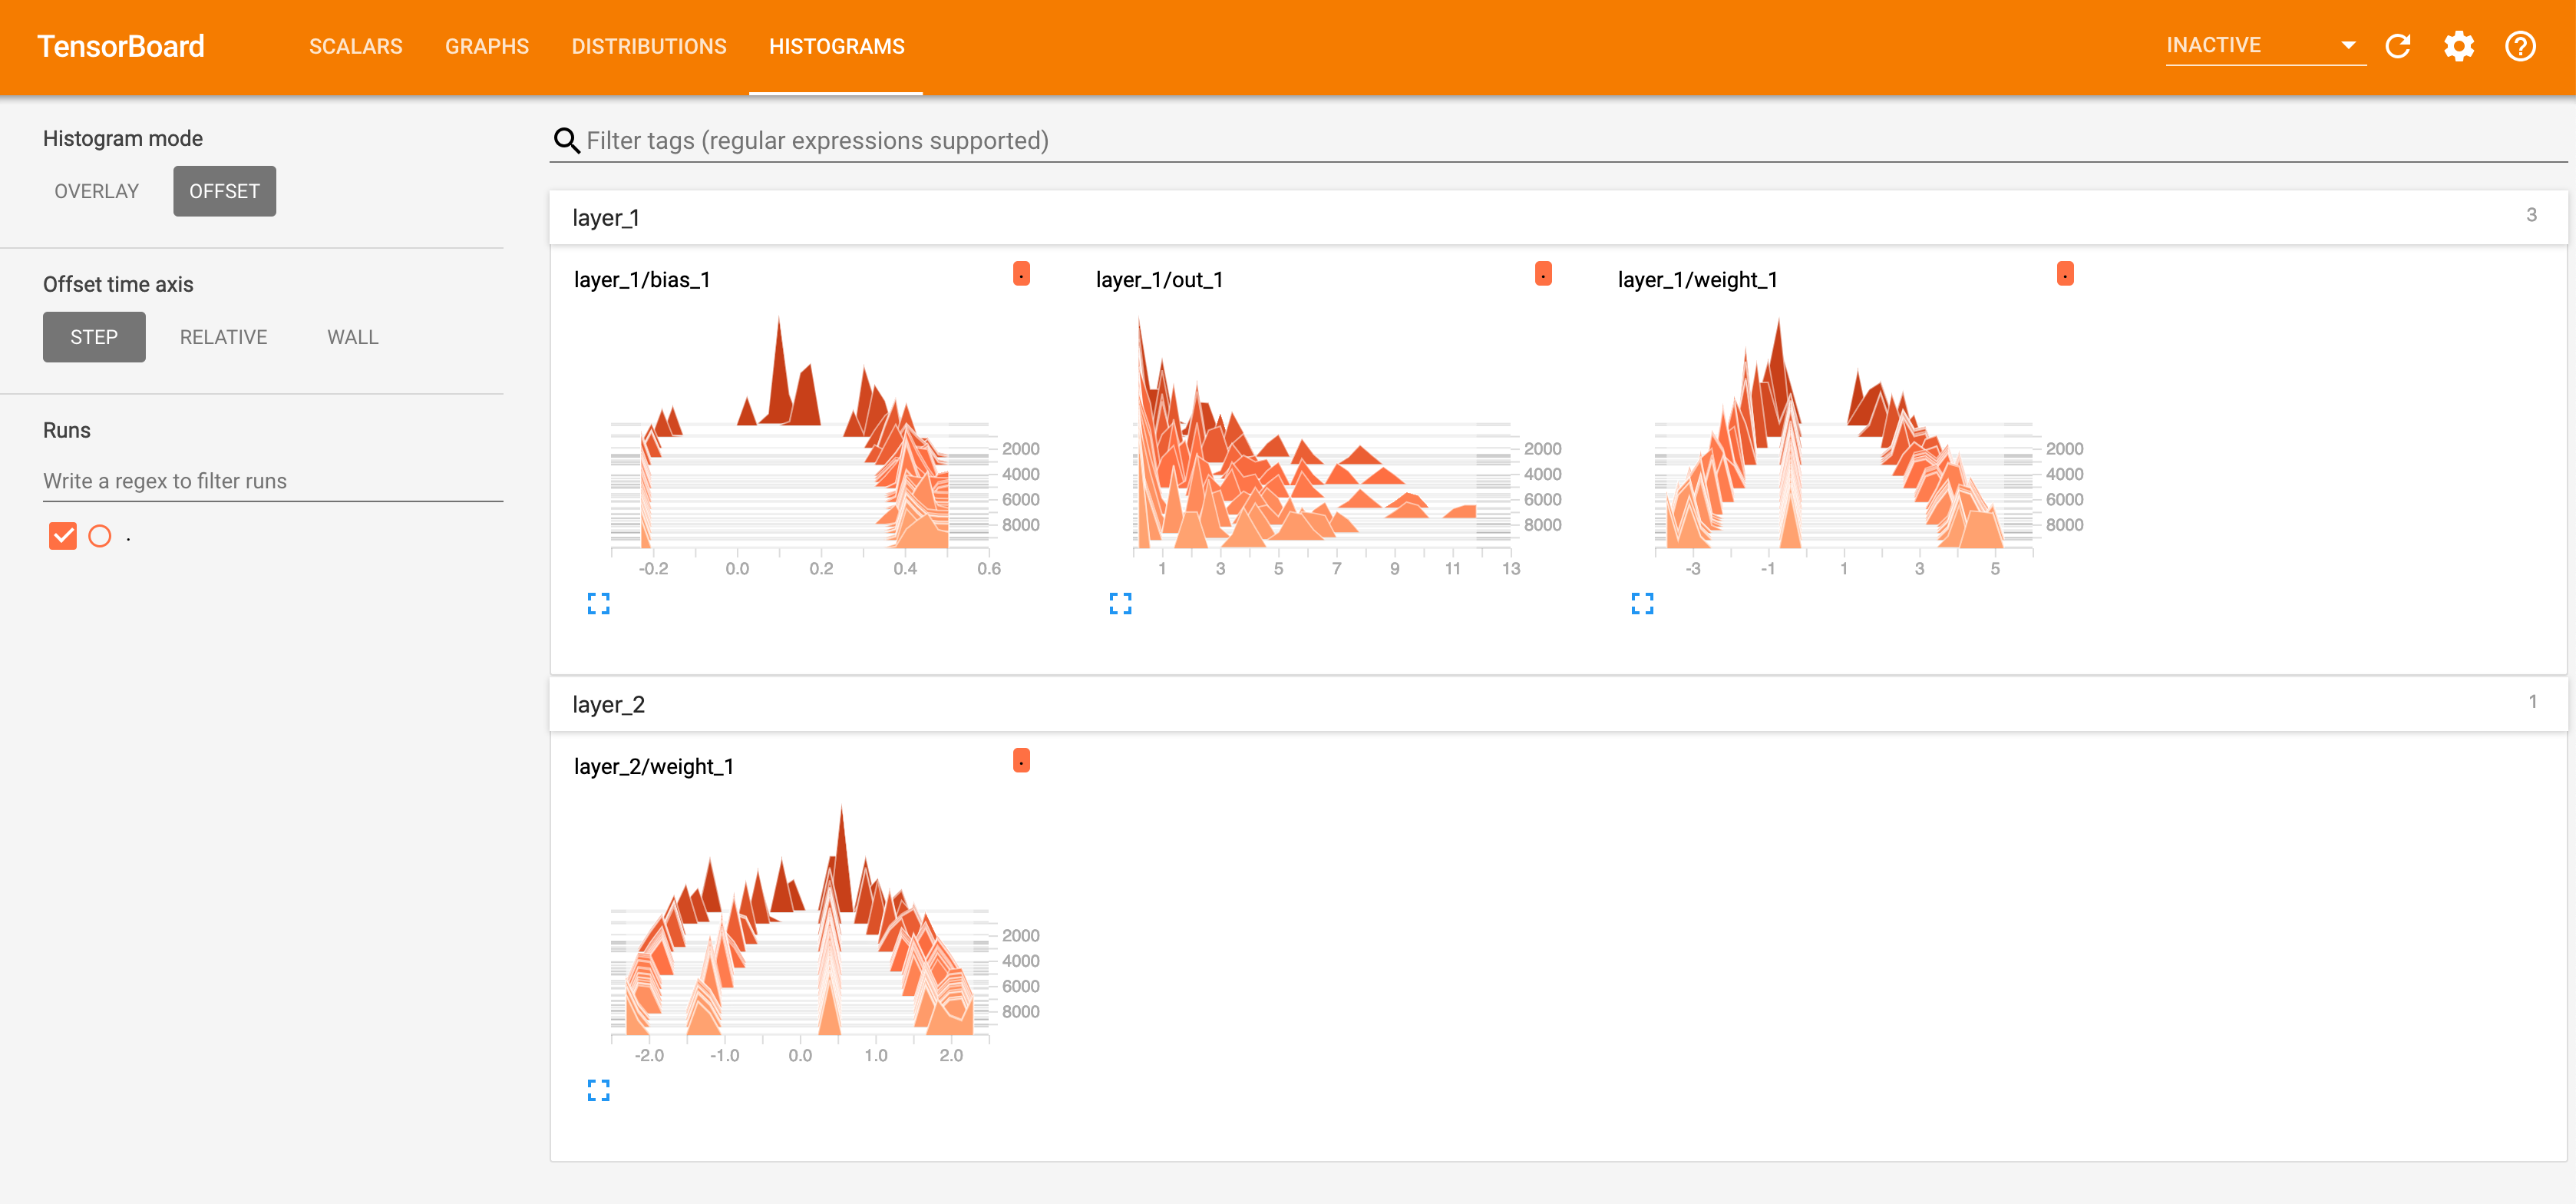 TensorBoard SCALARS GRAPHS DISTRIBUTIONS HISTOGRAMS INACTIVE
Histogram mode
OVERLAY OFFSET
Offset time axis
STEP RELATIVE WALL
Runs
Write a regex to filter runs
.
Filter tags (regular expressions supported)
layer_1 3
layer_1/bias_1 .
2000
4000
6000
8000
-0.2 0.0 0.2 0.4 0.6
layer_1/out_1 .
2000
4000
6000
8000
1 3 5 7 9 11 13
layer_1/weight_1 .
2000
4000
6000
8000
-3 -1 1 3 5
layer_2 1
layer_2/weight_1 .
2000
4000
6000
8000
-2.0 -1.0 0.0 1.0 2.0